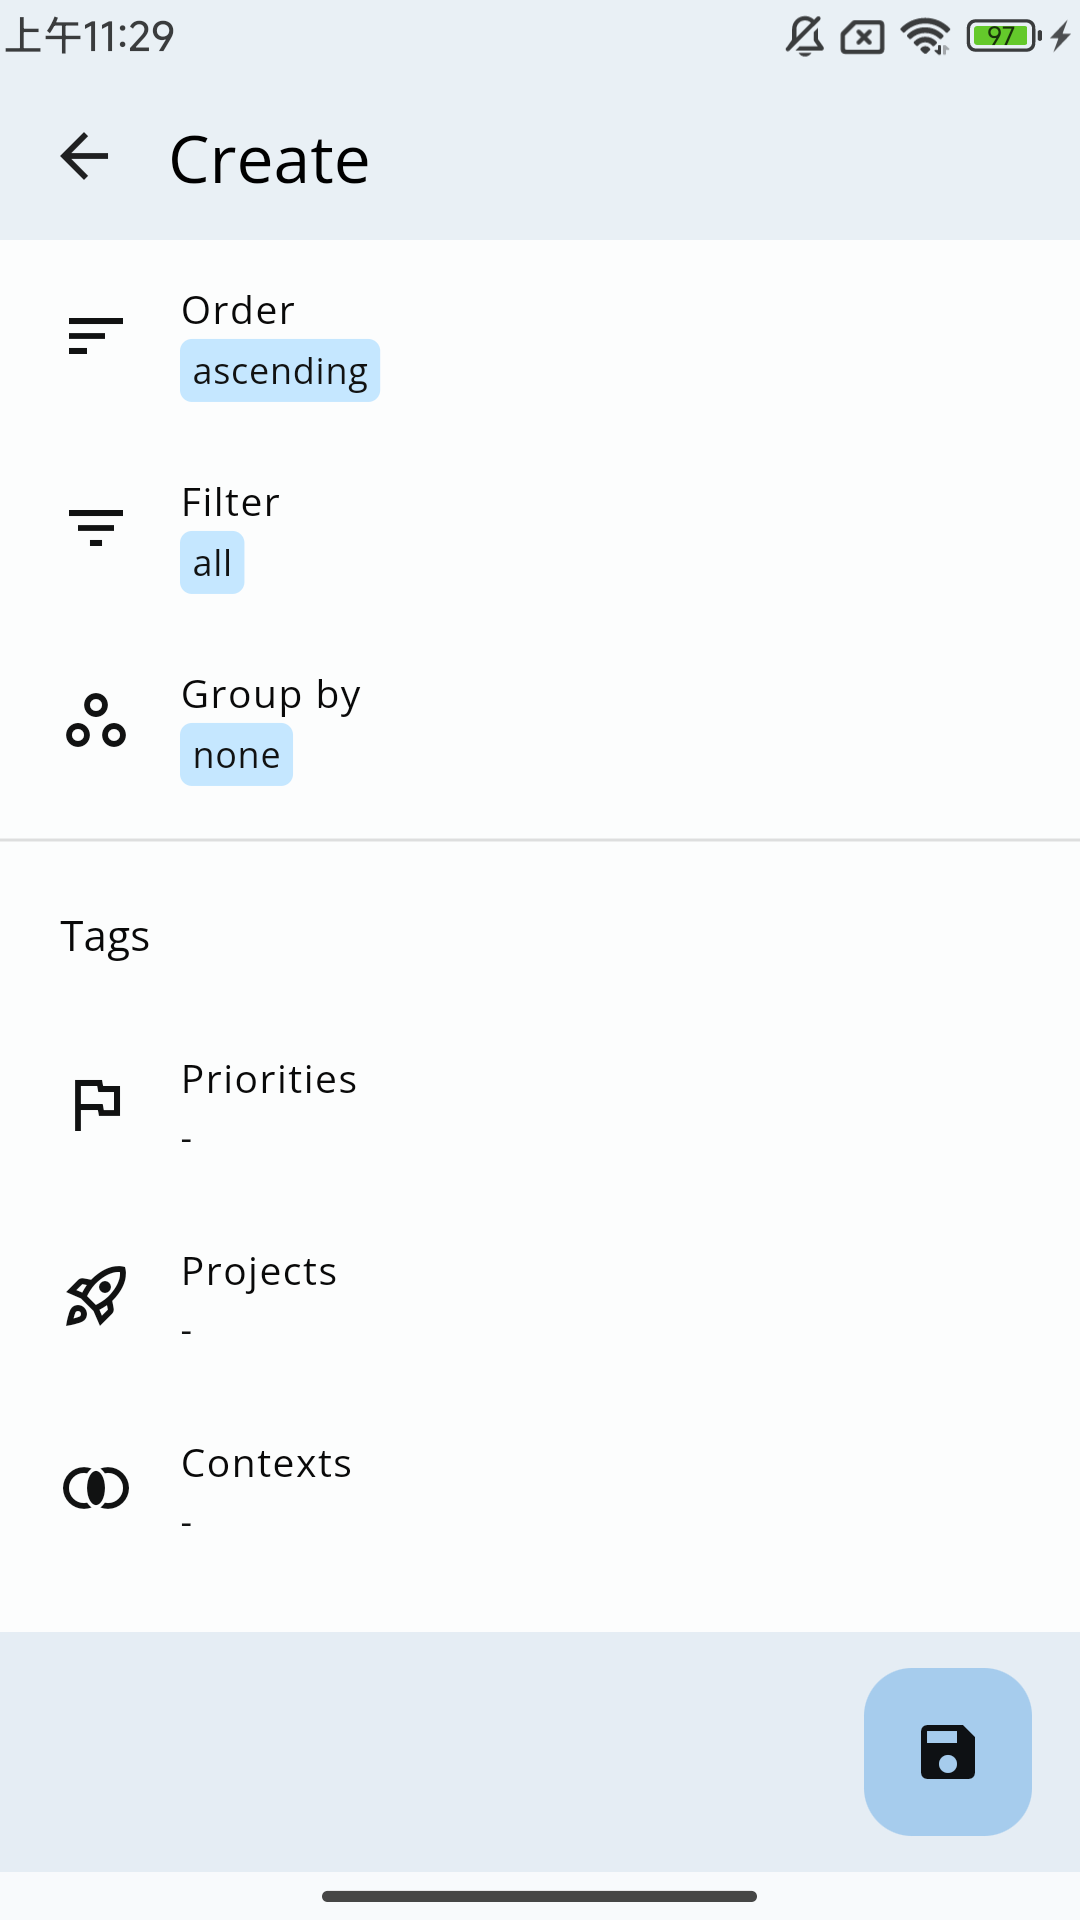 上午11:29
97
Create
Order
ascending
Filter
all
Group by
none
Tags
Priorities
-
Projects
-
Contexts
-